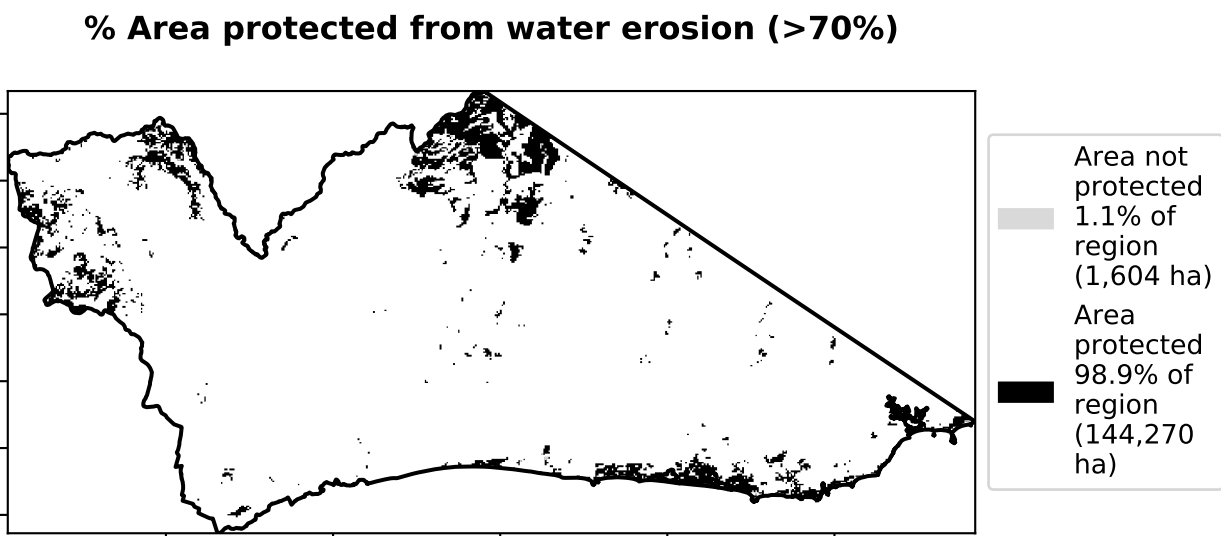 % Area protected from water erosion (>70%)
Area not
protected
1.1% of
region
(1,604 ha)
Area
protected
98.9% of
region
(144,270
ha)